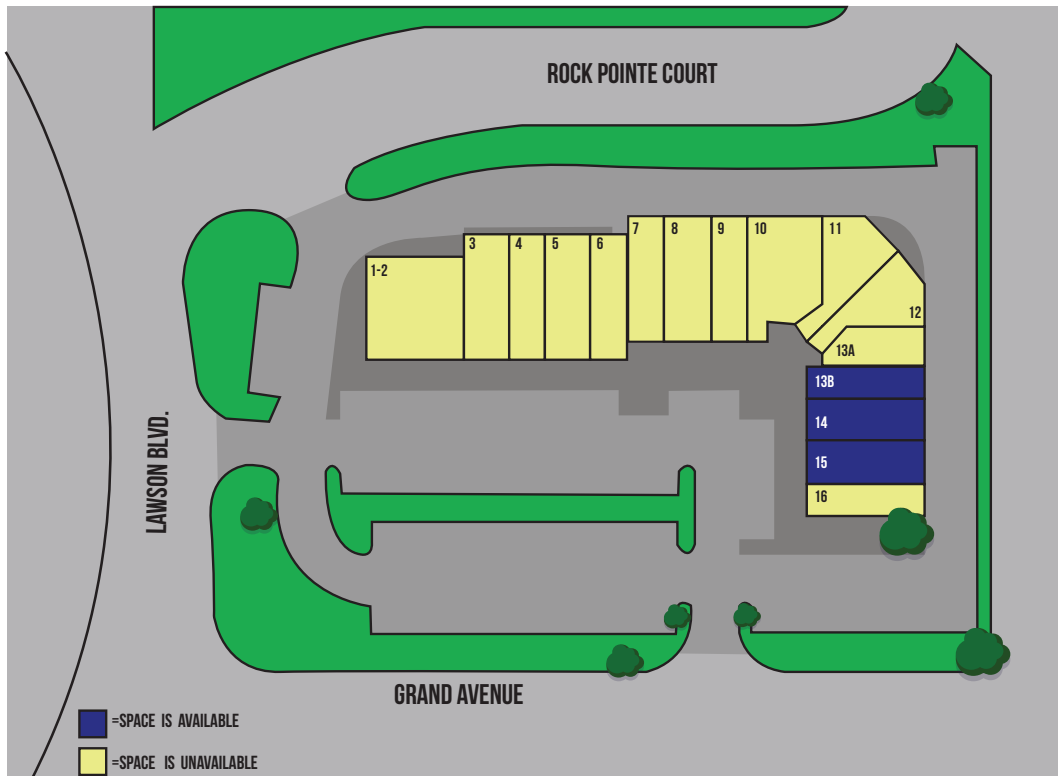 ROCK POINTE COURT
1-2
3
4
5
6
7
8
9
10
11
12
13A
13B
14
15
16
LAWSON BLVD.
GRAND AVENUE
=SPACE IS AVAILABLE
=SPACE IS UNAVAILABLE